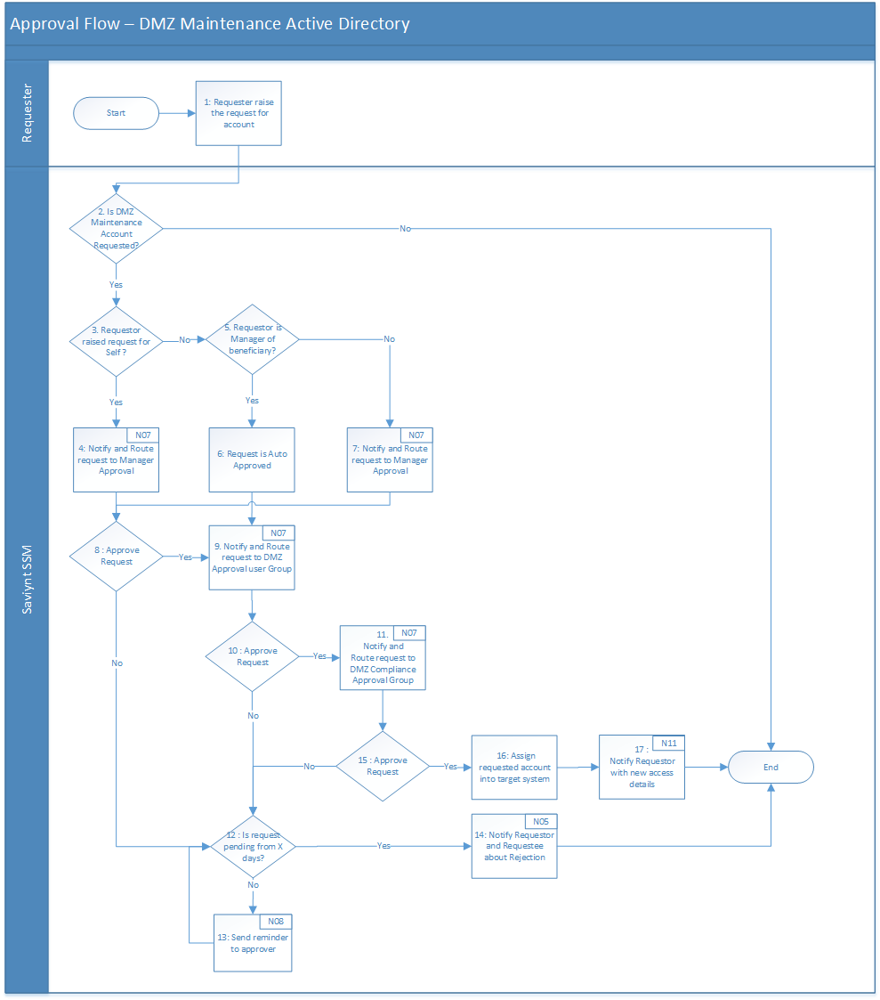 Approval Flow – DMZ Maintenance Active Directory
Requester
Start
1: Requester raise
the request for
account
Saviynt SSM
2. Is DMZ
Maintenance
Account
Requested?
No
Yes
3. Requestor
raised request for
Self ?
No
5. Requestor is
Manager of
beneficiary?
No
Yes
Yes
N07
4: Notify and Route
request to Manager
Approval
6: Request is Auto
Approved
N07
7: Notify and Route
request to Manager
Approval
8 : Approve
Request
Yes
N07
9. Notify and Route
request to DMZ
Approval user Group
No
10 : Approve
Request
Yes
N07
11.
Notify and
Route request to
DMZ Compliance
Approval Group
No
15 : Approve
Request
No
Yes
16: Assign
requested account
into target system
N11
17 :
Notify Requestor
with new access
details
End
12 : Is request
pending from X
days?
Yes
N05
14: Notify Requestor
and Requestee
about Rejection
No
N08
13: Send reminder
to approver